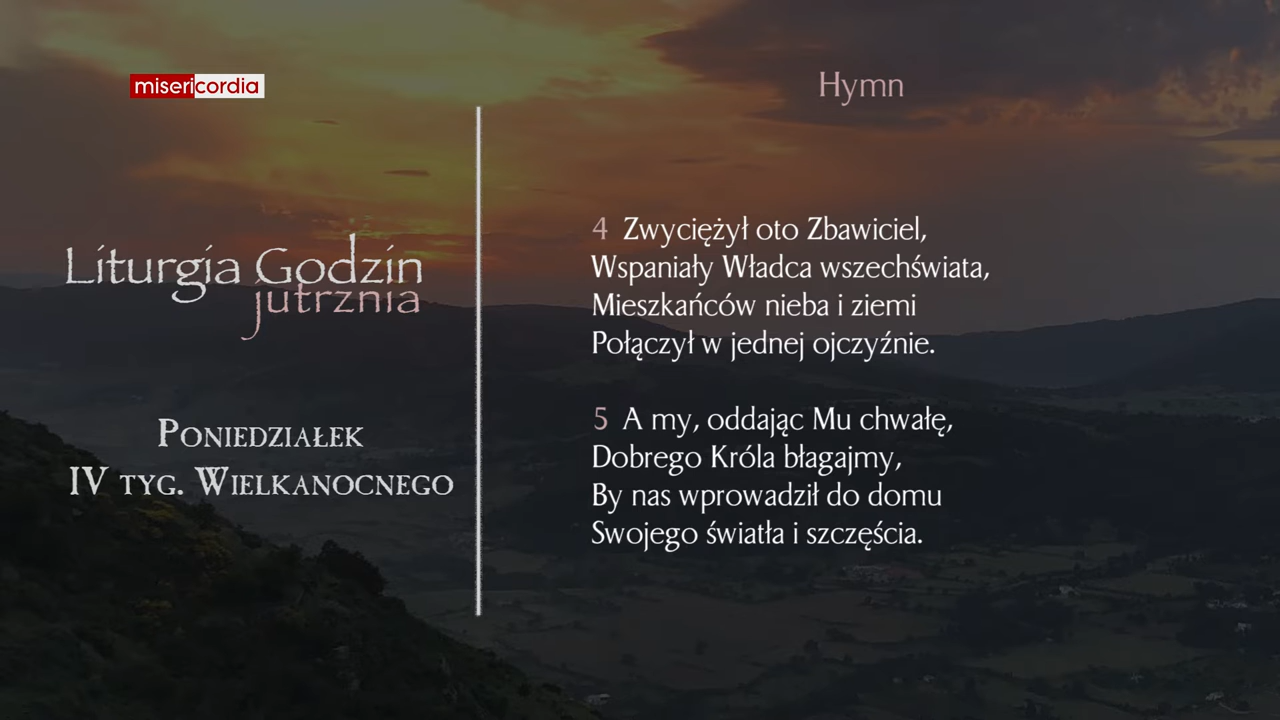 misericordia
Liturgia Godzin
jutrznia
Poniedziałek
IV tyg. Wielkanocnego
Hymn
4 Zwyciężył oto Zbawiciel,
Wspaniały Władca wszechświata,
Mieszkańców nieba i ziemi
Połączył w jednej ojczyźnie.
5 A my, oddając Mu chwałę,
Dobrego Króla błagajmy,
By nas wprowadził do domu
Swojego światła i szczęścia.